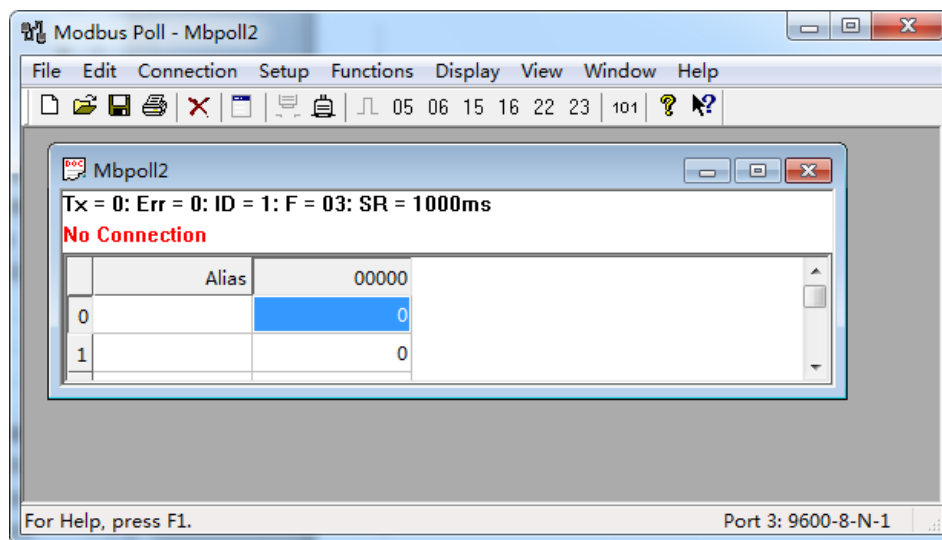 Modbus Poll - Mbpoll2
File Edit Connection Setup Functions Display View Window Help
05 06 15 16 22 23 101
Mbpoll2
Tx = 0: Err = 0: ID = 1: F = 03: SR = 1000ms
No Connection
Alias 00000
0 0
1 0
For Help, press F1. Port 3: 9600-8-N-1